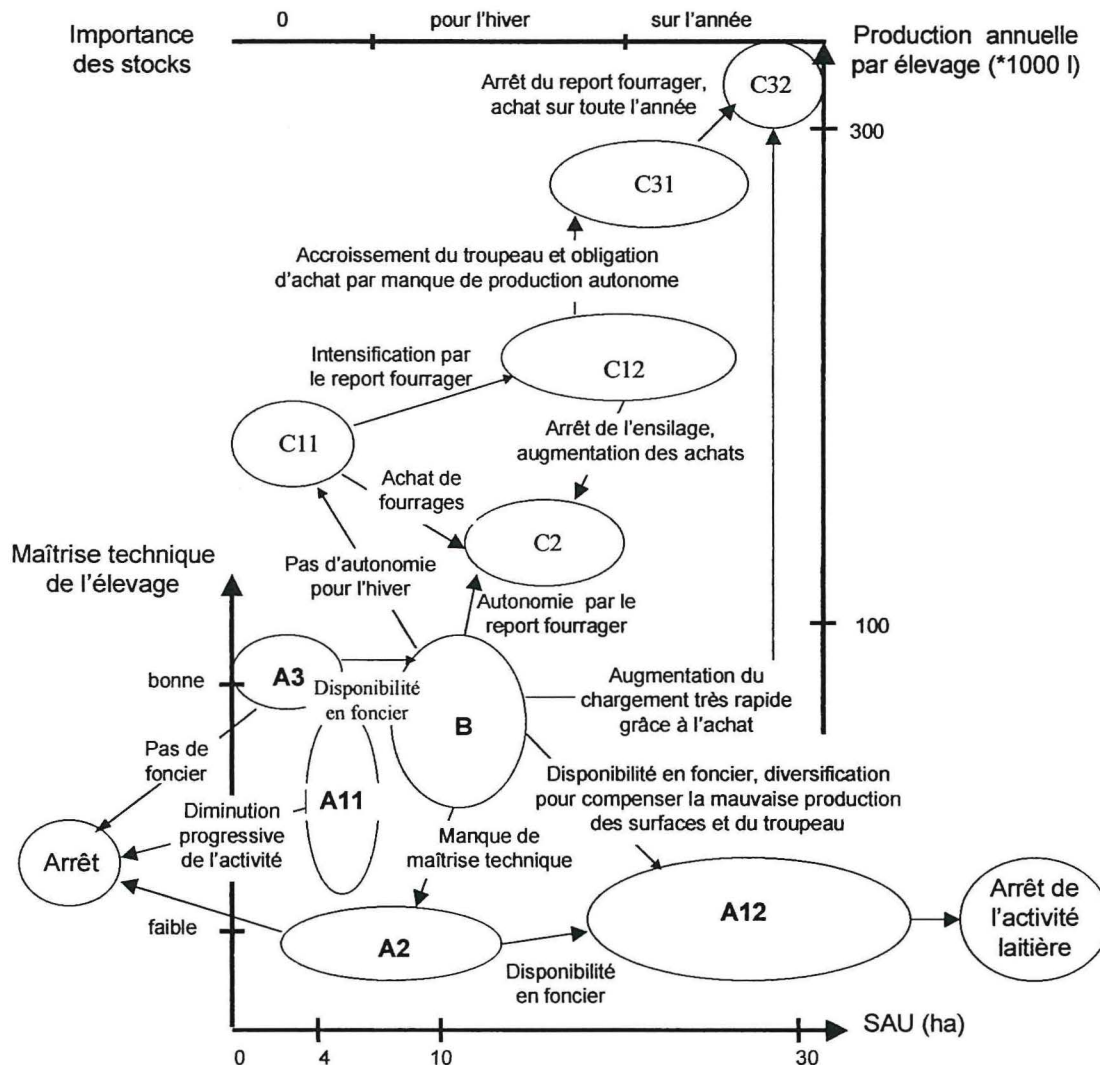 Importance
des stocks
0
pour l'hiver
sur l'année
Production annuelle
par élevage (*1000 l)
Arrêt du report fourrager,
achat sur toute l'année
C32
300
C31
Accroissement du troupeau et obligation
d'achat par manque de production autonome
Intensification par
le report fourrager
C12
C11
Arrêt de l'ensilage,
augmentation des achats
Achat de
fourrages
C2
Maîtrise technique
de l'élevage
Pas d'autonomie
pour l'hiver
Autonomie par le
report fourrager
100
bonne
A3
Disponibilité
en foncier
B
Augmentation du
chargement très rapide
grâce à l'achat
Pas de
foncier
A11
Disponibilité en foncier, diversification
pour compenser la mauvaise production
des surfaces et du troupeau
Diminution
progressive
de l'activité
Manque de
maîtrise technique
Arrêt
faible
A2
A12
Arrêt de
l'activité
laitière
Disponibilité
en foncier
SAU (ha)
0
4
10
30